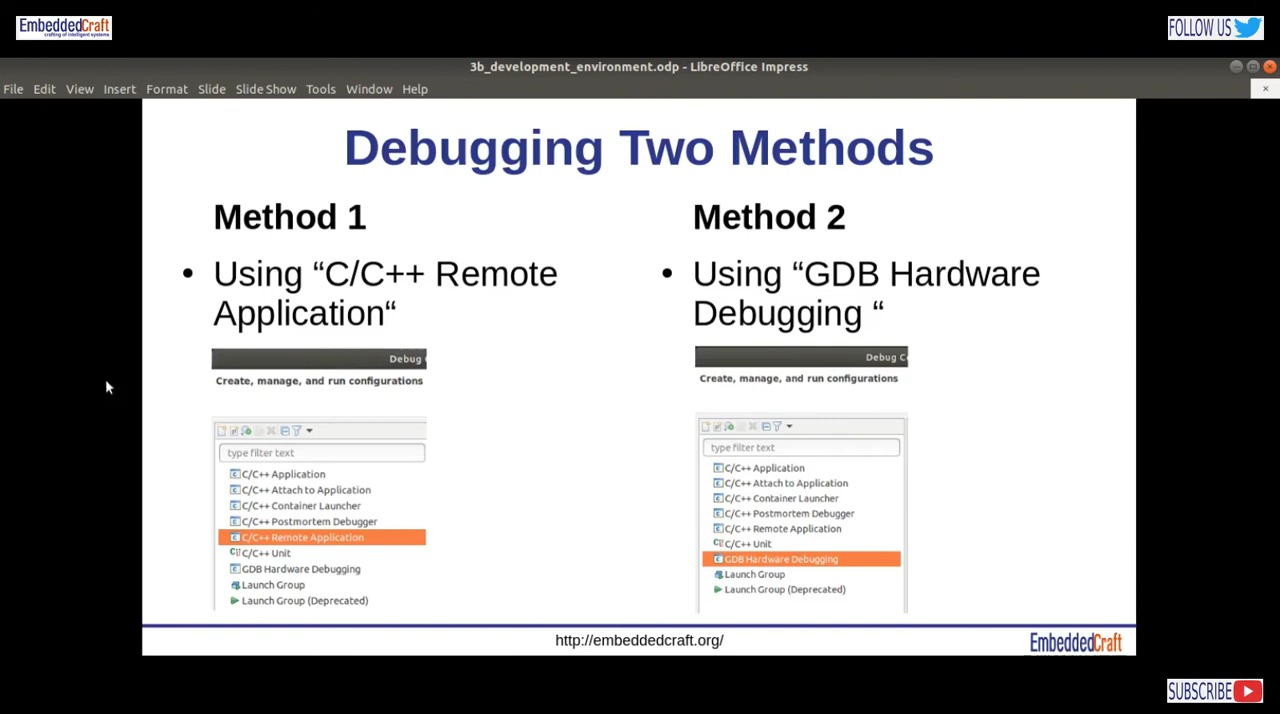 EmbeddedCraft
crafting of intelligent systems
FOLLOW US
3b_development_environment.odp - LibreOffice Impress
File Edit View Insert Format Slide Slide Show Tools Window Help
Debugging Two Methods
Method 1
• Using “C/C++ Remote
Application“
Debug
Create, manage, and run configurations
type filter text
C/C++ Application
C/C++ Attach to Application
C/C++ Container Launcher
C/C++ Postmortem Debugger
C/C++ Remote Application
C/C++ Unit
GDB Hardware Debugging
Launch Group
Launch Group (Deprecated)
Method 2
• Using “GDB Hardware
Debugging “
Debug C
Create, manage, and run configurations
type filter text
C/C++ Application
C/C++ Attach to Application
C/C++ Container Launcher
C/C++ Postmortem Debugger
C/C++ Remote Application
C/C++ Unit
GDB Hardware Debugging
Launch Group
Launch Group (Deprecated)
http://embeddedcraft.org/
EmbeddedCraft
SUBSCRIBE